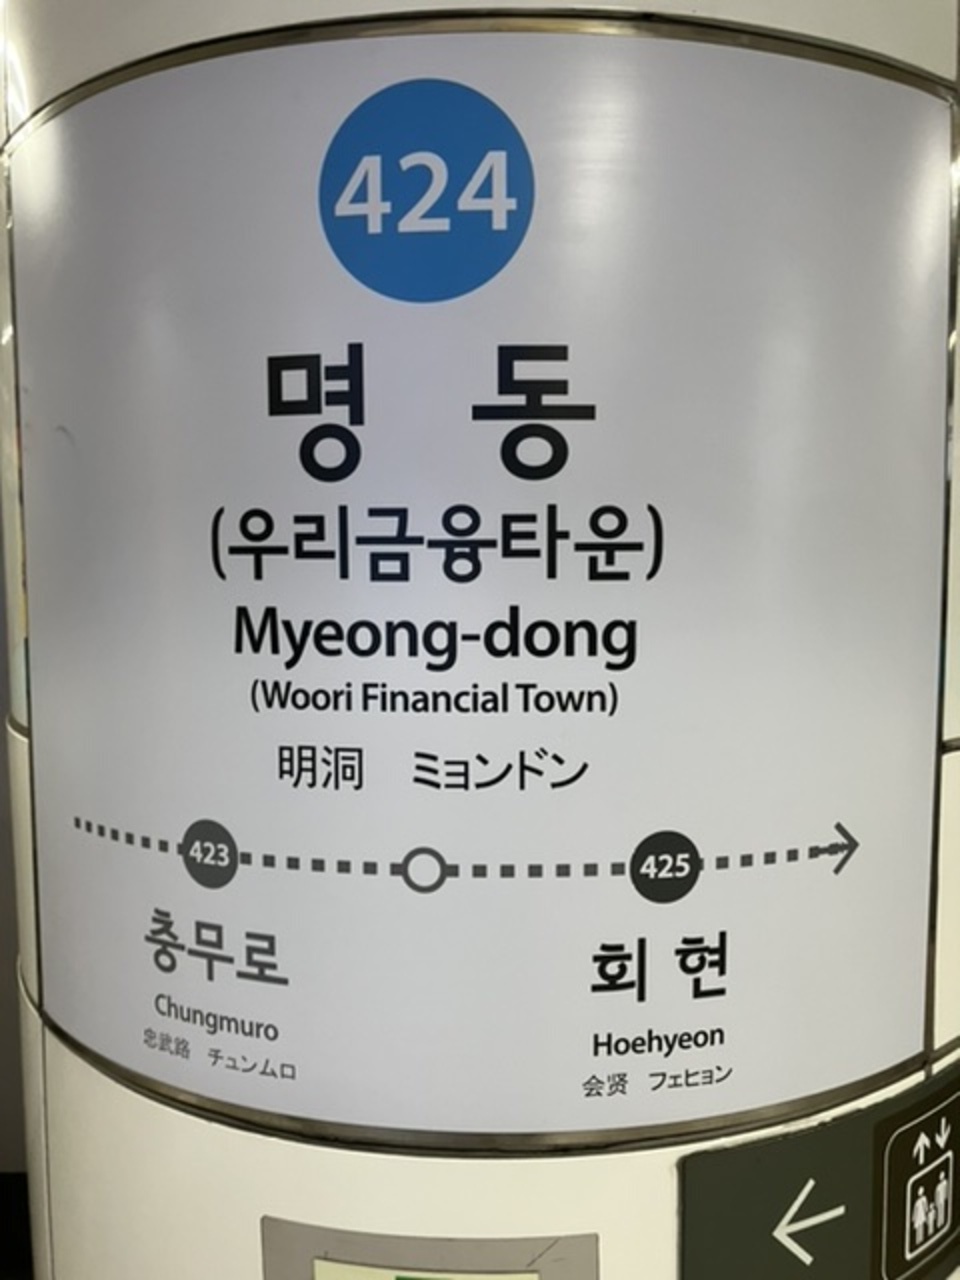 424
명 동
(우리금융타운)
Myeong-dong
(Woori Financial Town)
明洞 ミョンドン
423 425
충무로 회 현
Chungmuro Hoehyeon
忠武路 チュンムロ 会贤 フェヒョン